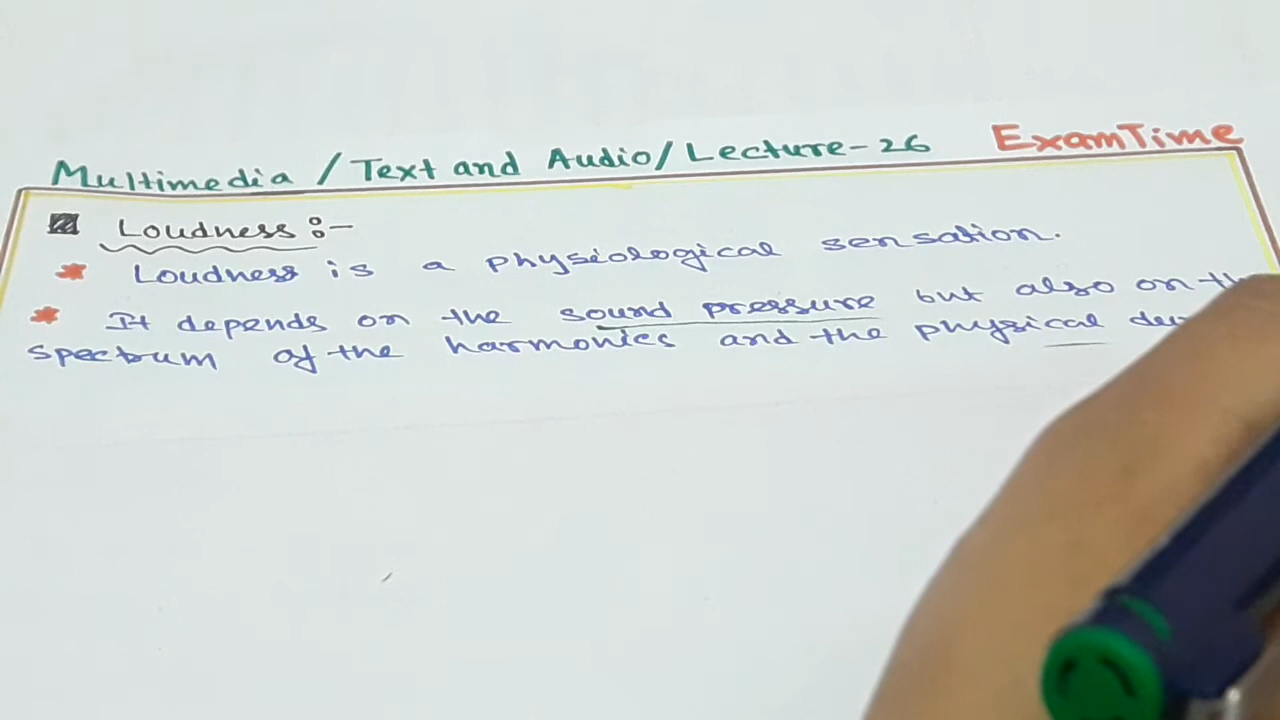 Multimedia / Text and Audio / Lecture - 26 ExamTime
Loudness :-
* Loudness is a physiological sensation.
* It depends on the sound pressure but also on
spectrum of the harmonics and the physical